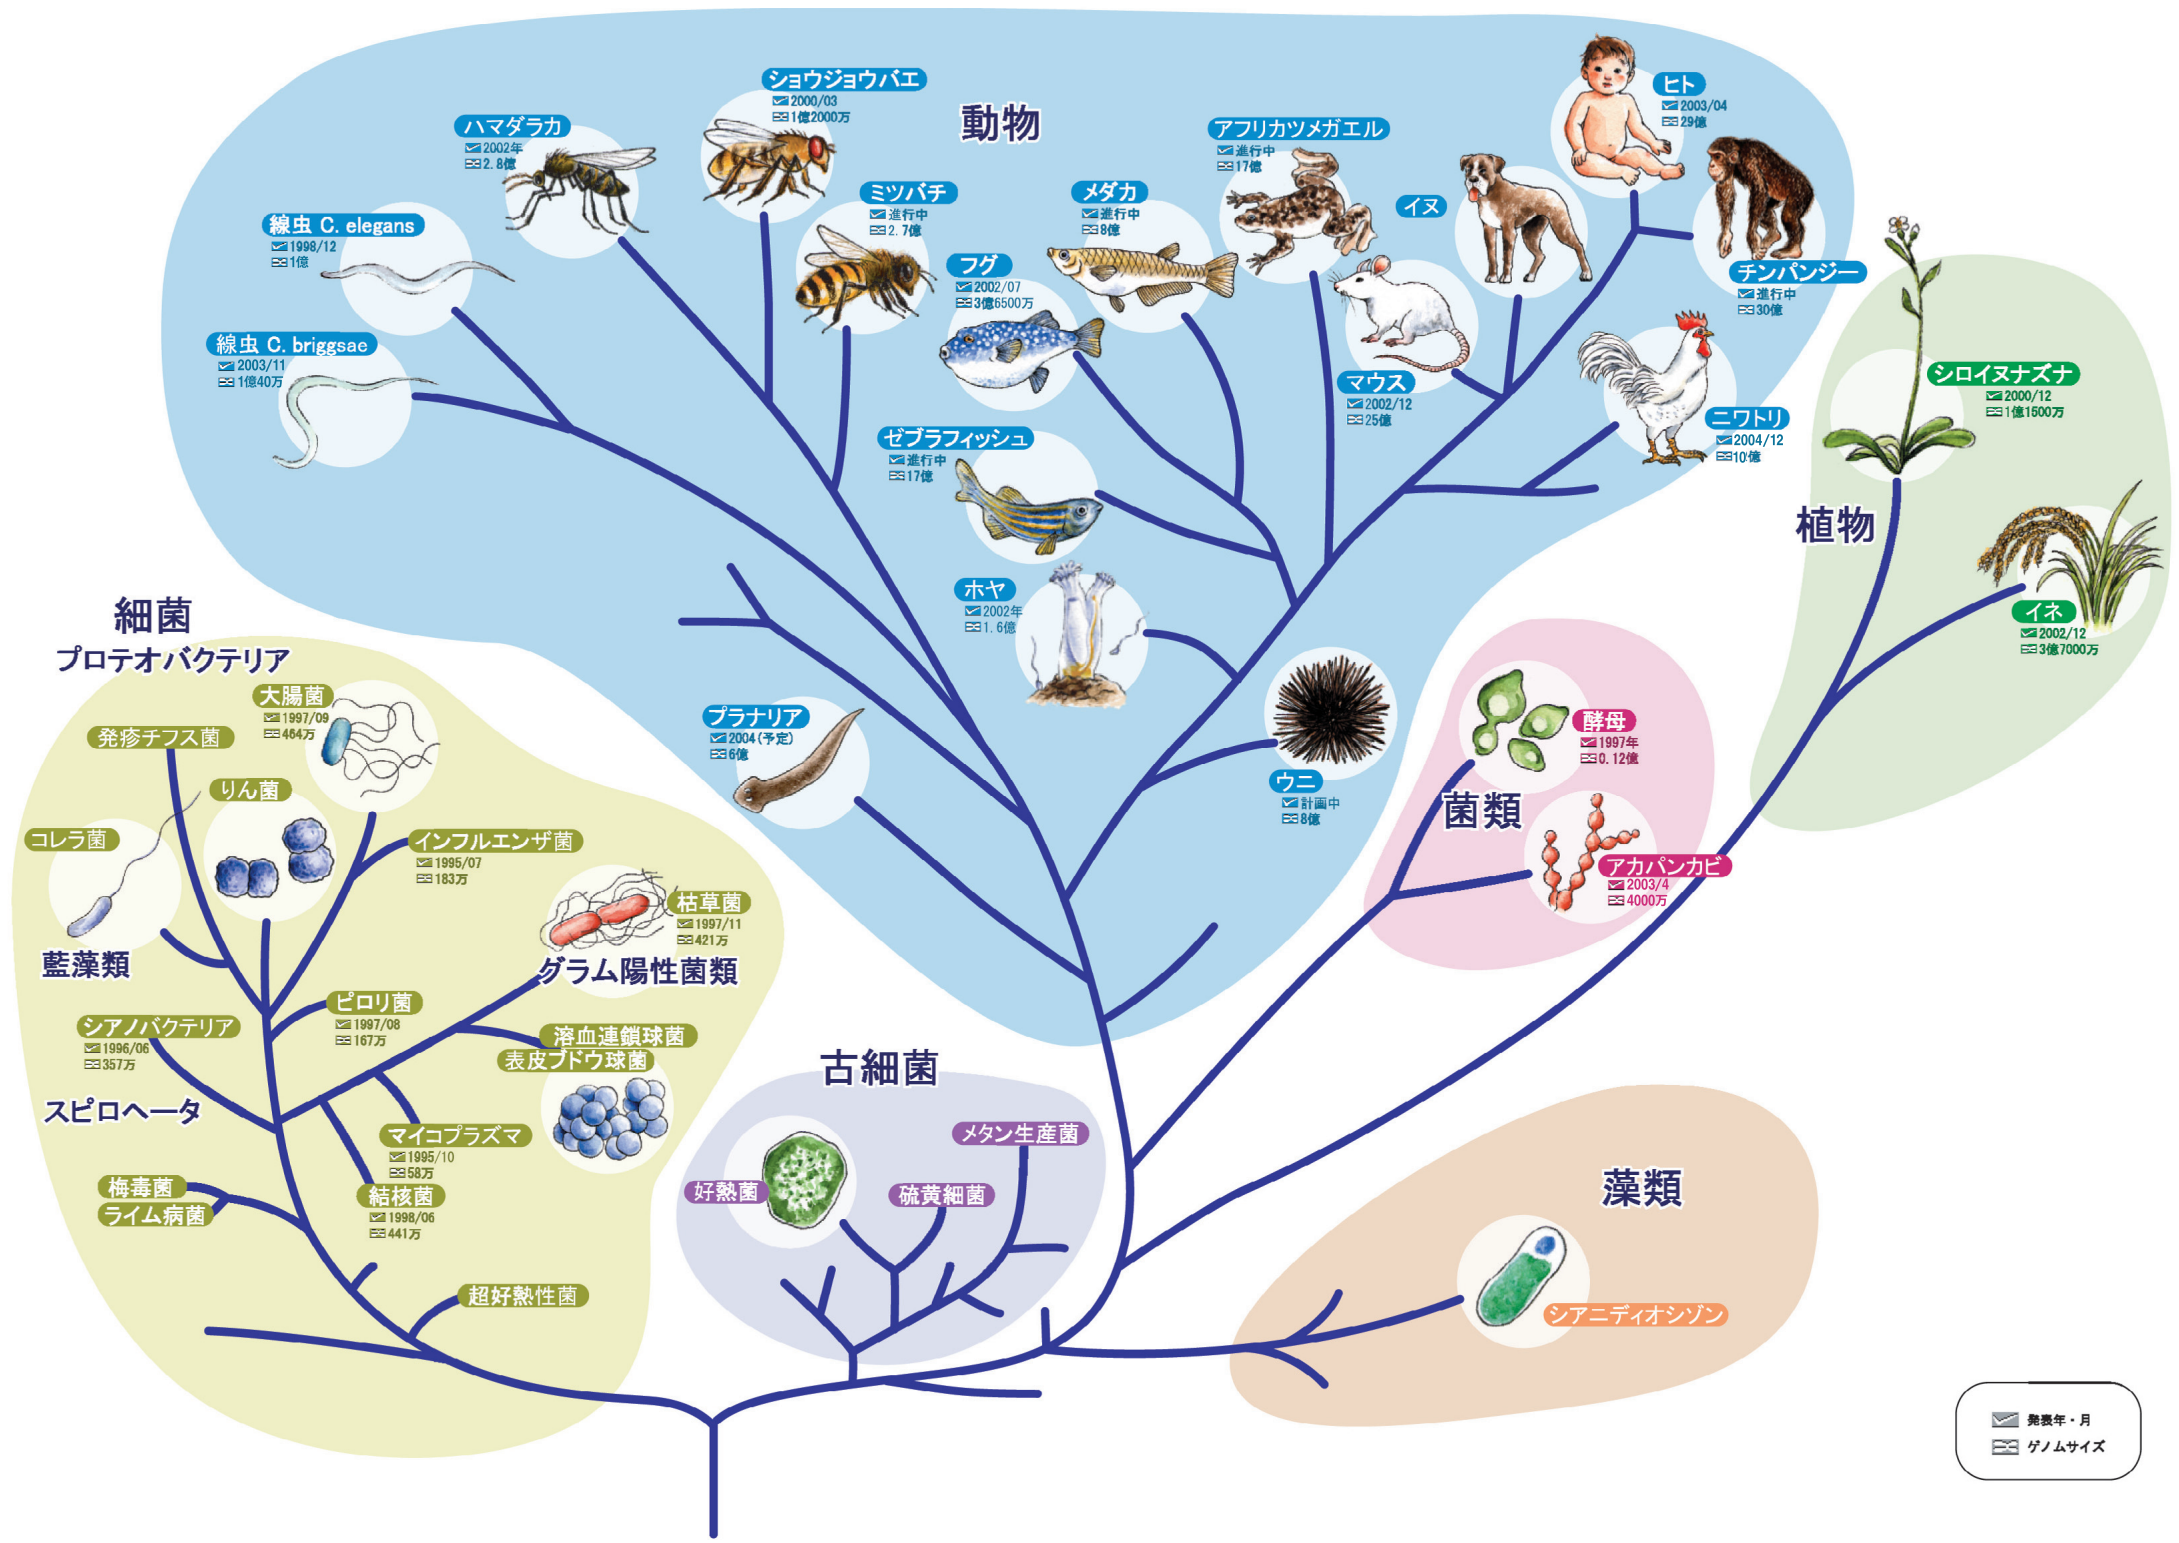 動物
ショウジョウバエ
2000/03
1億2000万
ハマダラカ
2002年
2.8億
線虫 C. elegans
1998/12
1億
線虫 C. briggsae
2003/11
1億40万
ミツバチ
進行中
2.7億
フグ
2002/07
3億6500万
メダカ
進行中
8億
アフリカツメガエル
進行中
17億
イヌ
ヒト
2003/04
29億
チンパンジー
進行中
30億
マウス
2002/12
25億
ニワトリ
2004/12
10億
ゼブラフィッシュ
進行中
17億
ホヤ
2002年
1.6億
プラナリア
2004(予定)
6億
ウニ
計画中
8億
植物
シロイヌナズナ
2000/12
1億1500万
イネ
2002/12
3億7000万
菌類
酵母
1997年
0.12億
アカパンカビ
2003/4
4000万
細菌
プロテオバクテリア
大腸菌
1997/09
464万
発疹チフス菌
りん菌
コレラ菌
インフルエンザ菌
1995/07
183万
枯草菌
1997/11
421万
藍藻類
グラム陽性菌類
ピロリ菌
1997/08
167万
シアノバクテリア
1996/06
357万
溶血連鎖球菌
表皮ブドウ球菌
スピロヘータ
マイコプラズマ
1995/10
58万
結核菌
1998/06
441万
梅毒菌
ライム病菌
超好熱性菌
古細菌
メタン生産菌
好熱菌
硫黄細菌
藻類
シアニディオシゾン
発表年・月
ゲノムサイズ